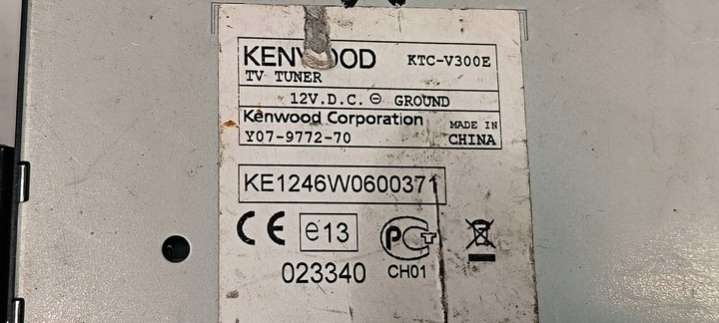 KENWOOD KTC-V300E
TV TUNER
12V.D.C. ⊖ GROUND
Kenwood Corporation
Y07-9772-70
MADE IN
CHINA
KE1246W0600371
CE e13 PCT
023340 CH01